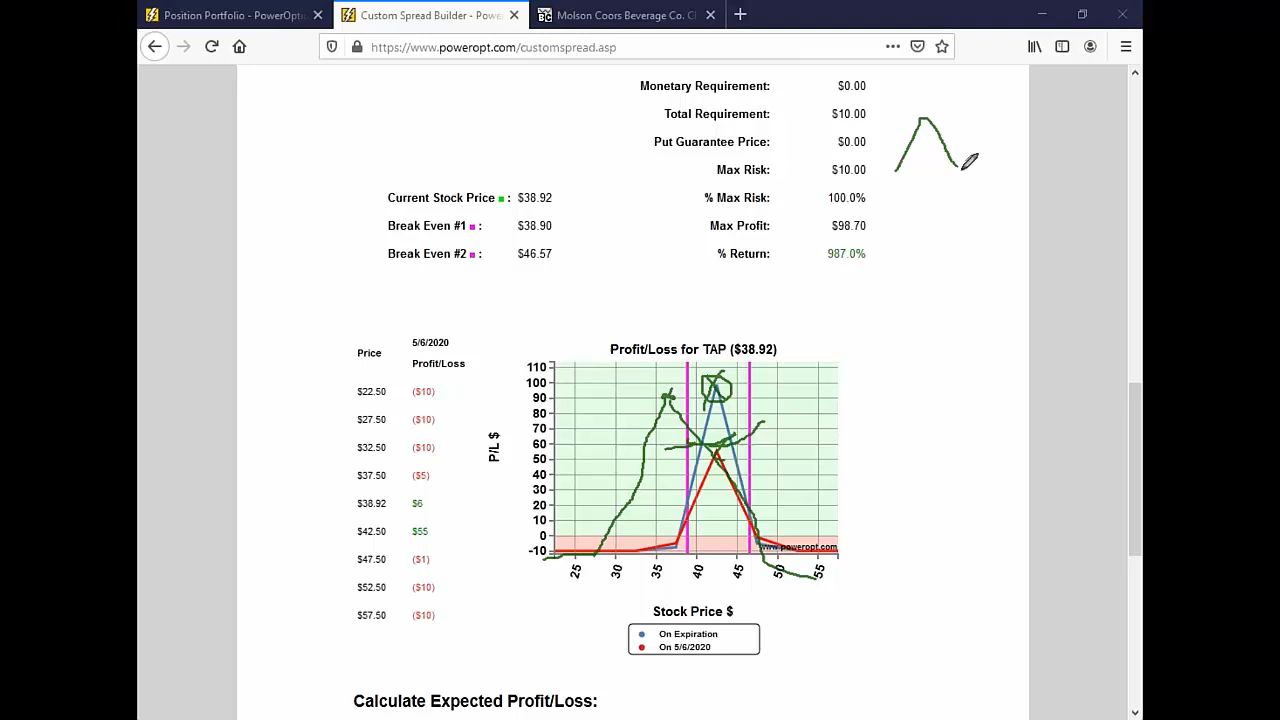 Position Portfolio - PowerOpti
Custom Spread Builder - Powe
Molson Coors Beverage Co. Cl
https://www.poweropt.com/customspread.asp
Monetary Requirement: $0.00
Total Requirement: $10.00
Put Guarantee Price: $0.00
Max Risk: $10.00
Current Stock Price : $38.92 % Max Risk: 100.0%
Break Even #1 : $38.90 Max Profit: $98.70
Break Even #2 : $46.57 % Return: 987.0%
Price 5/6/2020 Profit/Loss
$22.50 ($10)
$27.50 ($10)
$32.50 ($10)
$37.50 ($5)
$38.92 $6
$42.50 $55
$47.50 ($1)
$52.50 ($10)
$57.50 ($10)
Profit/Loss for TAP ($38.92)
P/L $
110
100
90
80
70
60
50
40
30
20
10
0
-10
www.poweropt.com
25 30 35 40 45 50 55
Stock Price $
On Expiration
On 5/6/2020
Calculate Expected Profit/Loss: